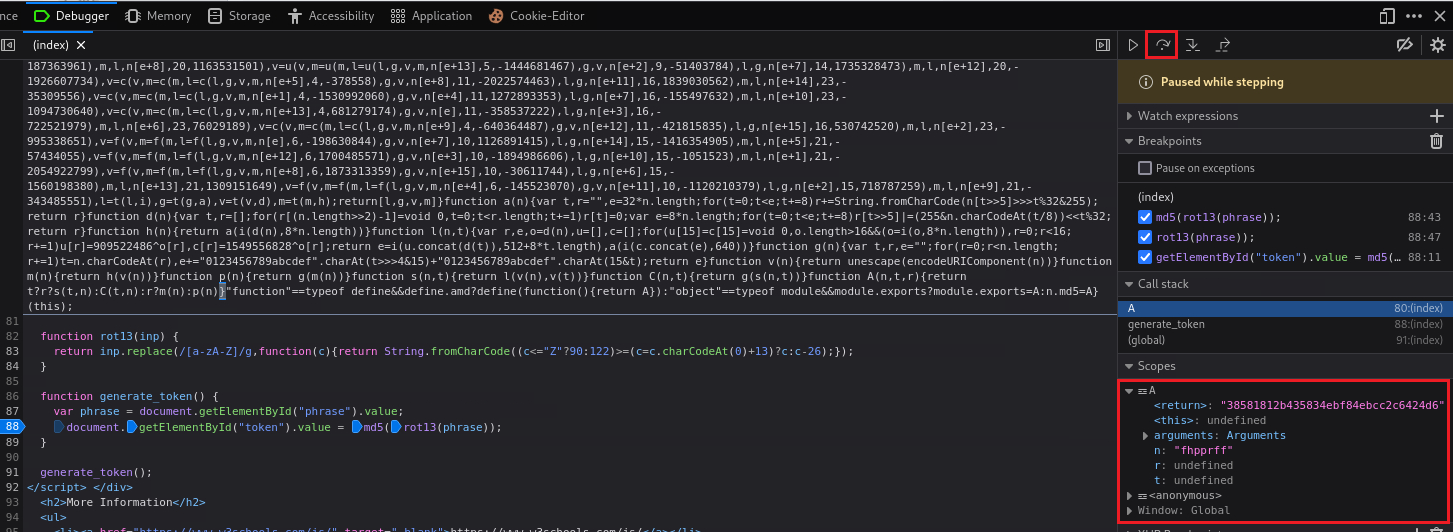 nce Debugger Memory Storage Accessibility Application Cookie-Editor
(index)
187363961),m,l,n[e+8],20,1163531501),v=u(v,m=u(m,l=u(l,g,v,m,n[e+13],5,-1444681467),g,v,n[e+2],9,-51403784),l,g,n[e+7],14,1735328473),m,l,n[e+12],20,-
1926607734),v=c(v,m=c(m,l=c(l,g,v,m,n[e+5],4,-378558),g,v,n[e+8],11,-2022574463),l,g,n[e+11],16,1839030562),m,l,n[e+14],23,-
35309556),v=c(v,m=c(m,l=c(l,g,v,m,n[e+1],4,-1530992060),g,v,n[e+4],11,1272893353),l,g,n[e+7],16,-155497632),m,l,n[e+10],23,-
1094730640),v=c(v,m=c(m,l=c(l,g,v,m,n[e+13],4,681279174),g,v,n[e],11,-358537222),l,g,n[e+3],16,-
722521979),m,l,n[e+6],23,76029189),v=c(v,m=c(m,l=c(l,g,v,m,n[e+9],4,-640364487),g,v,n[e+12],11,-421815835),l,g,n[e+15],16,530742520),m,l,n[e+2],23,-
995338651),v=f(v,m=f(m,l=f(l,g,v,m,n[e],6,-198630844),g,v,n[e+7],10,1126891415),l,g,n[e+14],15,-1416354905),m,l,n[e+5],21,-
57434055),v=f(v,m=f(m,l=f(l,g,v,m,n[e+12],6,1700485571),g,v,n[e+3],10,-1894986606),l,g,n[e+10],15,-1051523),m,l,n[e+1],21,-
2054922799),v=f(v,m=f(m,l=f(l,g,v,m,n[e+8],6,1873313359),g,v,n[e+15],10,-30611744),l,g,n[e+6],15,-
1560198380),m,l,n[e+13],21,1309151649),v=f(v,m=f(m,l=f(l,g,v,m,n[e+4],6,-145523070),g,v,n[e+11],10,-1120210379),l,g,n[e+2],15,718787259),m,l,n[e+9],21,-
343485551),l=t(l,i),g=t(g,a),v=t(v,d),m=t(m,h);return[l,g,v,m]}function a(n){var t,r="",e=32*n.length;for(t=0;t<e;t+=8)r+=String.fromCharCode(n[t>>5]>>>t%32&255);
return r}function d(n){var t,r=[];for(r[(n.length>>2)-1]=void 0,t=0;t<r.length;t+=1)r[t]=0;var e=8*n.length;for(t=0;t<e;t+=8)r[t>>5]|=(255&n.charCodeAt(t/8))<<t%32;
return r}function h(n){return a(i(d(n),8*n.length))}function l(n,t){var r,e,o=d(n),u=[],c=[];for(u[15]=c[15]=void 0,o.length>16&&(o=i(o,8*n.length)),r=0;r<16;
r+=1)u[r]=909522486^o[r],c[r]=1549556828^o[r];return e=i(u.concat(d(t)),512+8*t.length),a(i(c.concat(e),640))}function g(n){var t,r,e="";for(r=0;r<n.length;
r+=1)t=n.charCodeAt(r),e+="0123456789abcdef".charAt(t>>>4&15)+"0123456789abcdef".charAt(15&t);return e}function v(n){return unescape(encodeURIComponent(n))}function
m(n){return h(v(n))}function p(n){return g(m(n))}function s(n,t){return l(v(n),v(t))}function C(n,t){return g(s(n,t))}function A(n,t,r){return
t?r?s(t,n):C(t,n):r?m(n):p(n)}"function"==typeof define&&define.amd?define(function(){return A}):"object"==typeof module&&module.exports?module.exports=A:n.md5=A}
(this);
81
82 function rot13(inp) {
83 return inp.replace(/[a-zA-Z]/g,function(c){return String.fromCharCode((c<="Z"?90:122)>=(c=c.charCodeAt(0)+13)?c:c-26);});
84 }
85
86 function generate_token() {
87 var phrase = document.getElementById("phrase").value;
88 document.getElementById("token").value = md5(rot13(phrase));
89 }
90
91 generate_token();
92 </script> </div>
93 <h2>More Information</h2>
94 <ul>
Paused while stepping
Watch expressions
Breakpoints
Pause on exceptions
(index)
md5(rot13(phrase)); 88:43
rot13(phrase)); 88:47
getElementById("token").value = md5(… 88:11
Call stack
A 80:(index)
generate_token 88:(index)
(global) 91:(index)
Scopes
A
<return>: "38581812b435834ebf84ebcc2c6424d6"
<this>: undefined
arguments: Arguments
n: "fhpprff"
r: undefined
t: undefined
<anonymous>
Window: Global